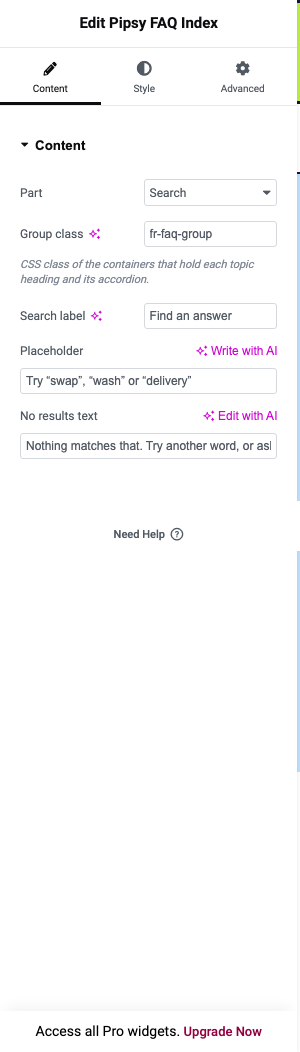 Edit Pipsy FAQ Index
Content Style Advanced
Content
Part Search
Group class fr-faq-group
CSS class of the containers that hold each topic
heading and its accordion.
Search label Find an answer
Placeholder Write with AI
Try “swap”, “wash” or “delivery”
No results text Edit with AI
Nothing matches that. Try another word, or
Need Help ?
Access all Pro widgets. Upgrade Now